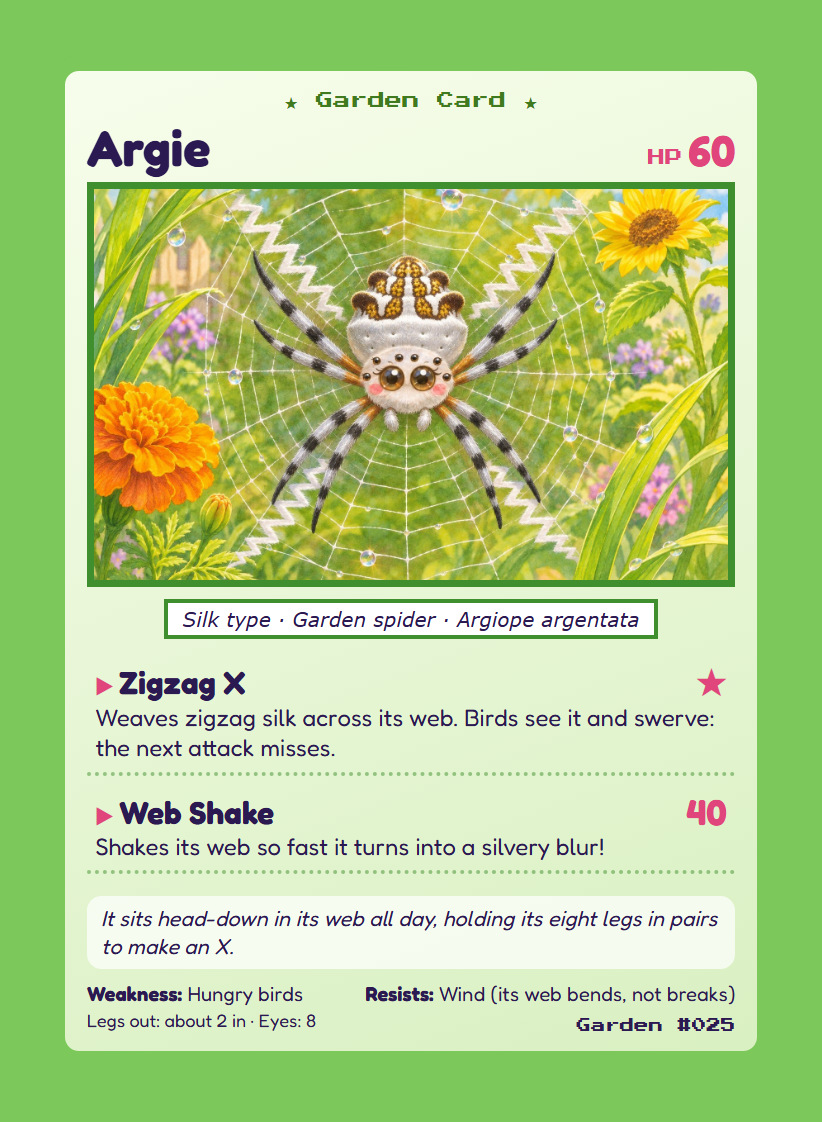 ★ Garden Card ★
Argie
HP 60
Silk type · Garden spider · Argiope argentata
▶ Zigzag X ★
Weaves zigzag silk across its web. Birds see it and swerve:
the next attack misses.
▶ Web Shake 40
Shakes its web so fast it turns into a silvery blur!
It sits head-down in its web all day, holding its eight legs in pairs
to make an X.
Weakness: Hungry birds
Resists: Wind (its web bends, not breaks)
Legs out: about 2 in · Eyes: 8
Garden #025